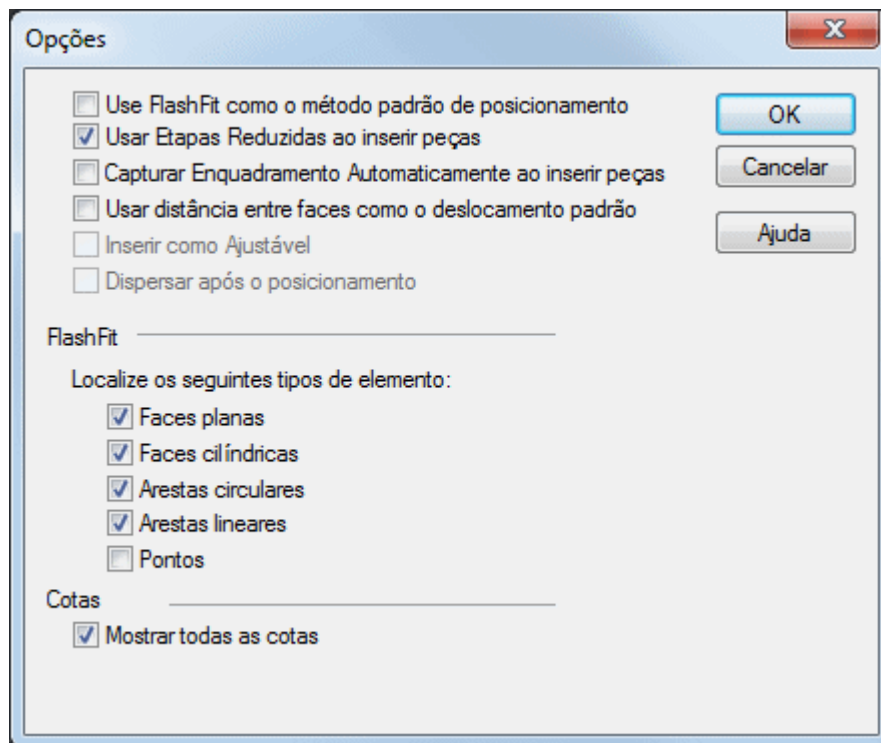 Opções
Use FlashFit como o método padrão de posicionamento
Usar Etapas Reduzidas ao inserir peças
Capturar Enquadramento Automaticamente ao inserir peças
Usar distância entre faces como o deslocamento padrão
Inserir como Ajustável
Dispersar após o posicionamento
OK
Cancelar
Ajuda
FlashFit
Localize os seguintes tipos de elemento:
Faces planas
Faces cilíndricas
Arestas circulares
Arestas lineares
Pontos
Cotas
Mostrar todas as cotas